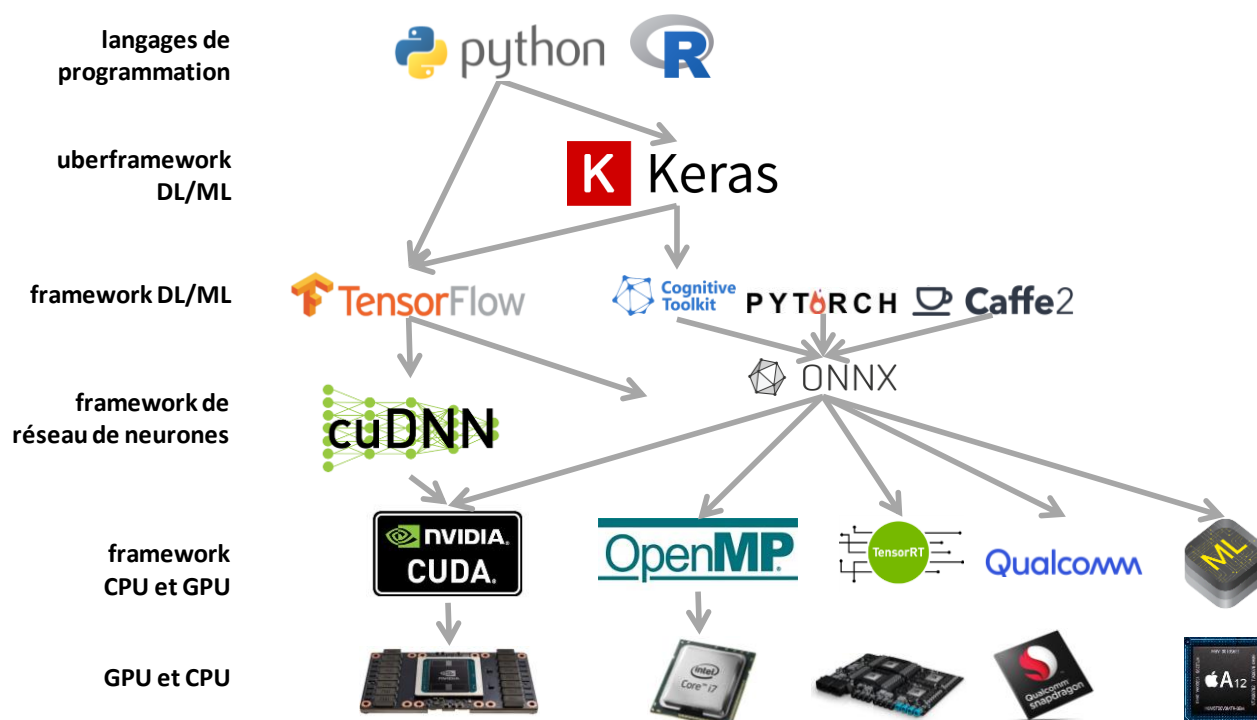 langages de
programmation
python
R
uberframework
DL/ML
K Keras
framework DL/ML
TensorFlow
Cognitive
Toolkit
PYTORCH
Caffe2
ONNX
framework de
réseau de neurones
cuDNN
framework
CPU et GPU
NVIDIA.
CUDA.
OpenMP
TensorRT
Qualcomm
ML
GPU et CPU
intel
Core™ i7
Qualcomm
snapdragon
A12